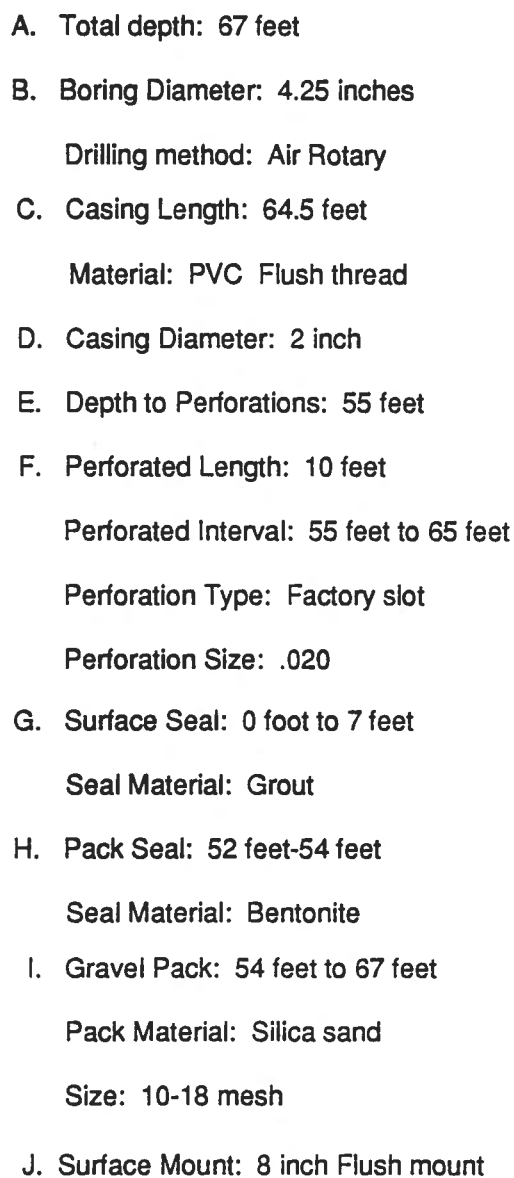 A. Total depth: 67 feet
B. Boring Diameter: 4.25 inches
Drilling method: Air Rotary
C. Casing Length: 64.5 feet
Material: PVC Flush thread
D. Casing Diameter: 2 inch
E. Depth to Perforations: 55 feet
F. Perforated Length: 10 feet
Perforated Interval: 55 feet to 65 feet
Perforation Type: Factory slot
Perforation Size: .020
G. Surface Seal: 0 foot to 7 feet
Seal Material: Grout
H. Pack Seal: 52 feet-54 feet
Seal Material: Bentonite
I. Gravel Pack: 54 feet to 67 feet
Pack Material: Silica sand
Size: 10-18 mesh
J. Surface Mount: 8 inch Flush mount